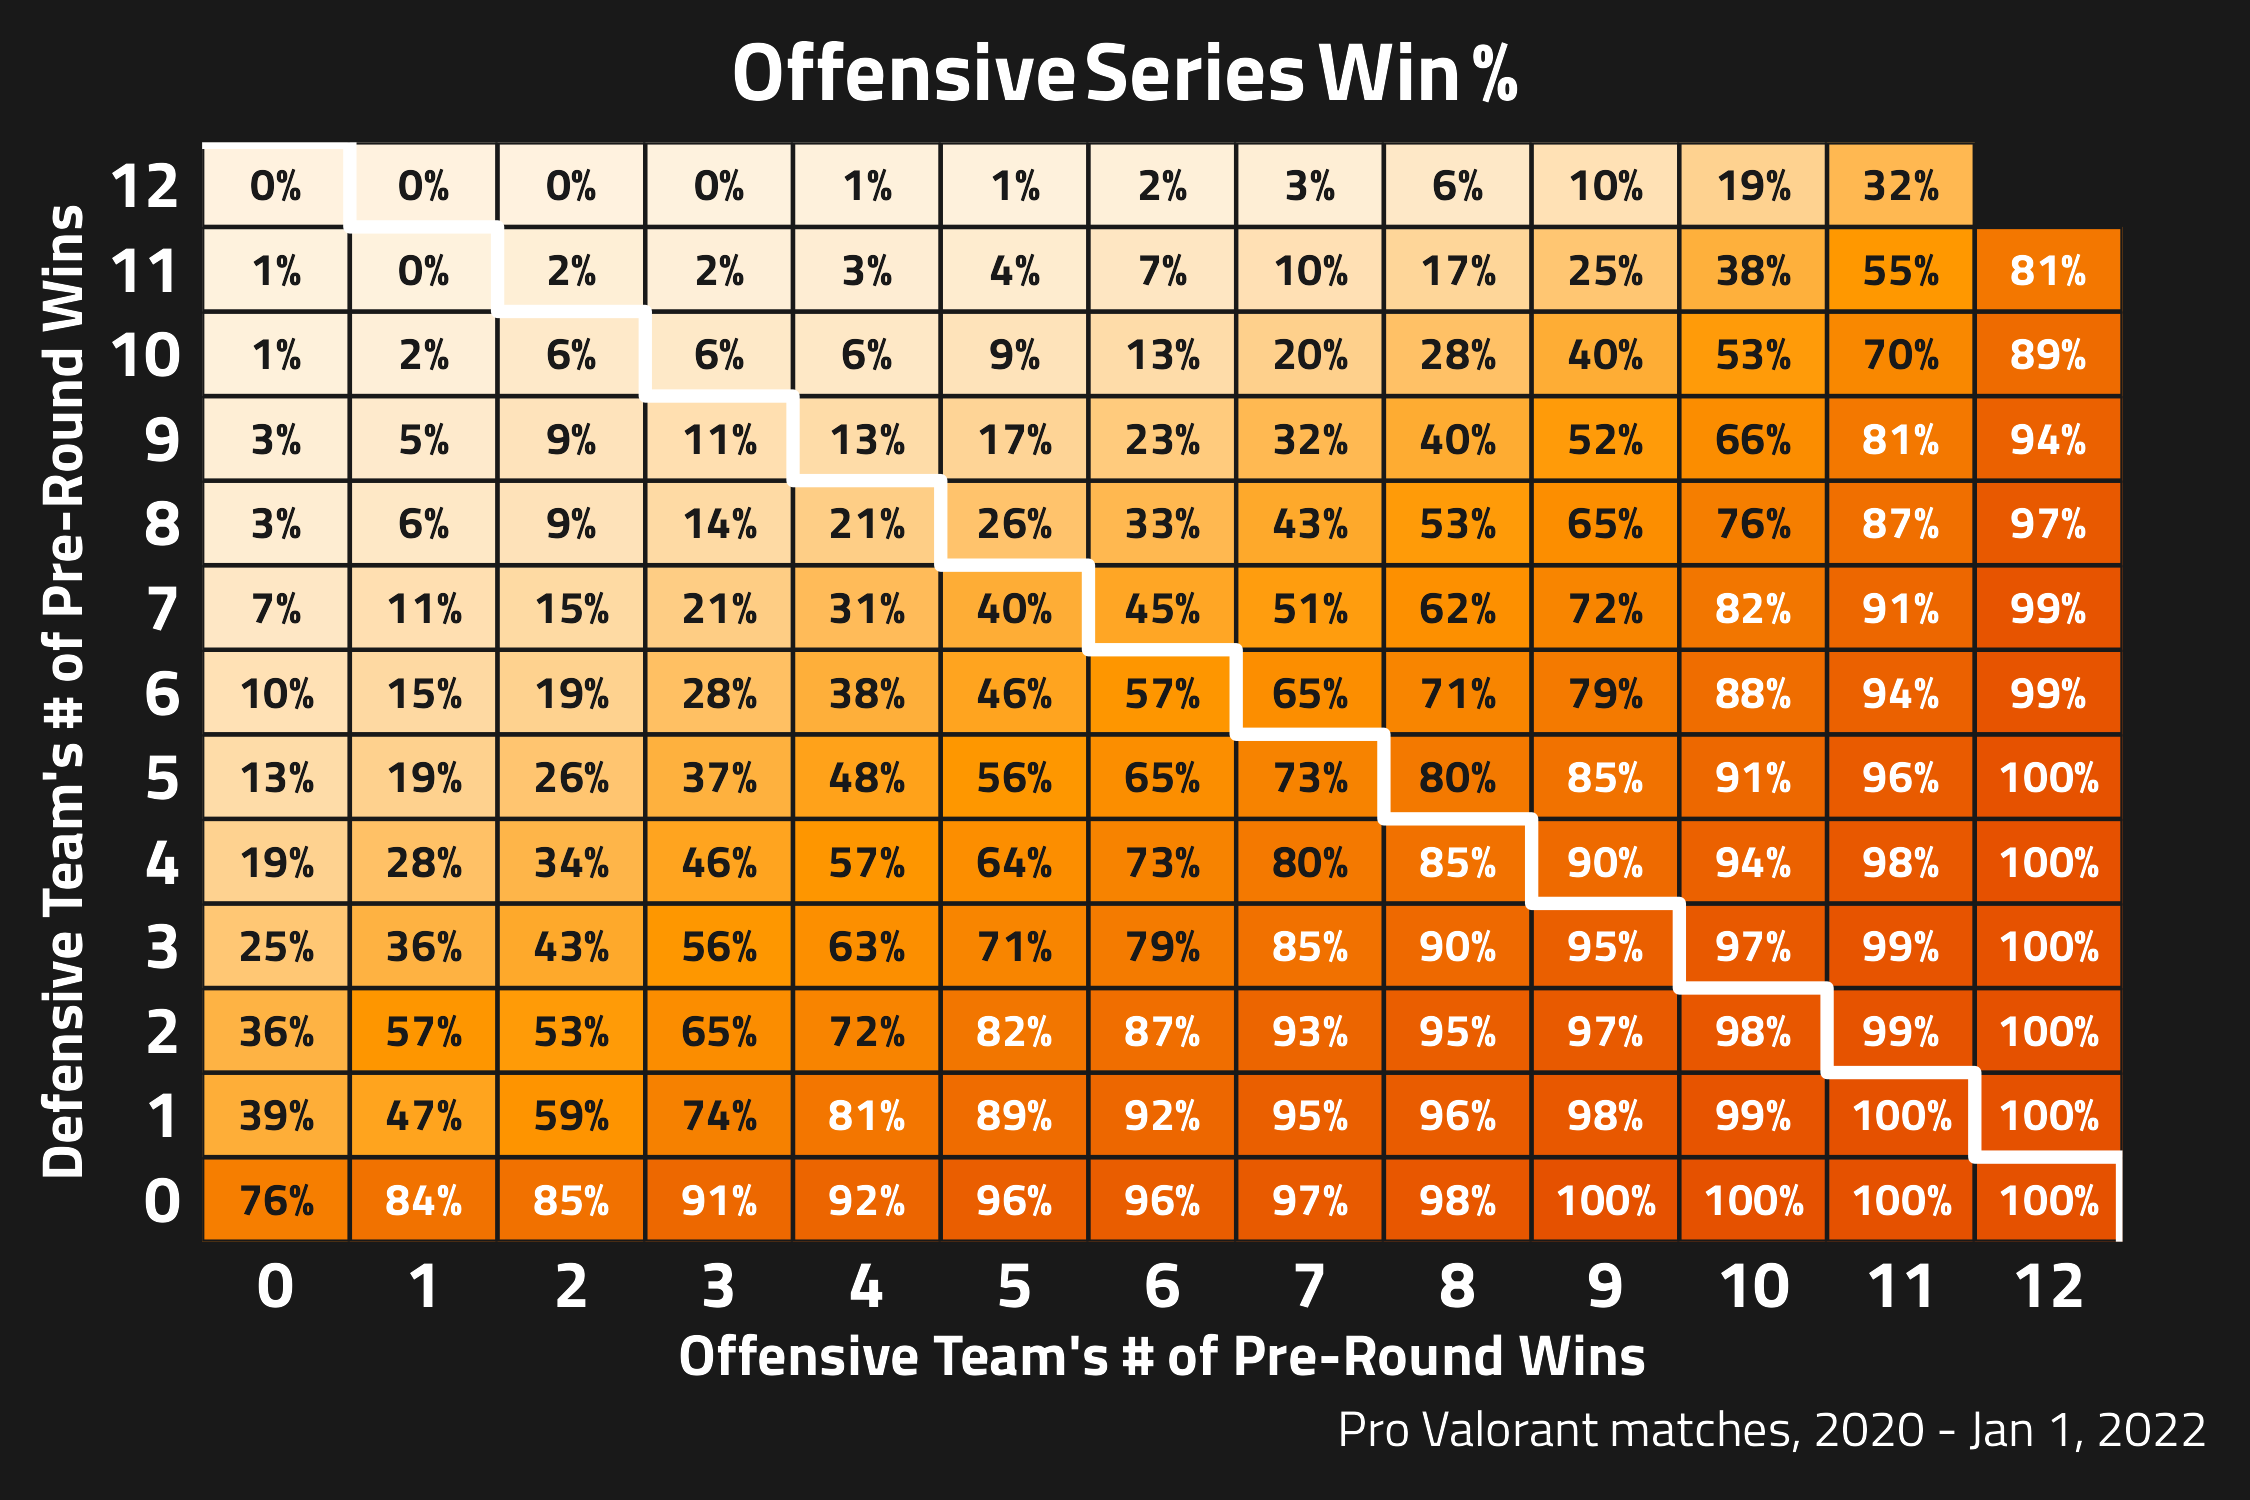 Offensive Series Win %
Defensive Team's # of Pre-Round Wins
12 0% 0% 0% 0% 1% 1% 2% 3% 6% 10% 19% 32%
11 1% 0% 2% 2% 3% 4% 7% 10% 17% 25% 38% 55% 81%
10 1% 2% 6% 6% 6% 9% 13% 20% 28% 40% 53% 70% 89%
9 3% 5% 9% 11% 13% 17% 23% 32% 40% 52% 66% 81% 94%
8 3% 6% 9% 14% 21% 26% 33% 43% 53% 65% 76% 87% 97%
7 7% 11% 15% 21% 31% 40% 45% 51% 62% 72% 82% 91% 99%
6 10% 15% 19% 28% 38% 46% 57% 65% 71% 79% 88% 94% 99%
5 13% 19% 26% 37% 48% 56% 65% 73% 80% 85% 91% 96% 100%
4 19% 28% 34% 46% 57% 64% 73% 80% 85% 90% 94% 98% 100%
3 25% 36% 43% 56% 63% 71% 79% 85% 90% 95% 97% 99% 100%
2 36% 57% 53% 65% 72% 82% 87% 93% 95% 97% 98% 99% 100%
1 39% 47% 59% 74% 81% 89% 92% 95% 96% 98% 99% 100% 100%
0 76% 84% 85% 91% 92% 96% 96% 97% 98% 100% 100% 100% 100%
0 1 2 3 4 5 6 7 8 9 10 11 12
Offensive Team's # of Pre-Round Wins
Pro Valorant matches, 2020 - Jan 1, 2022